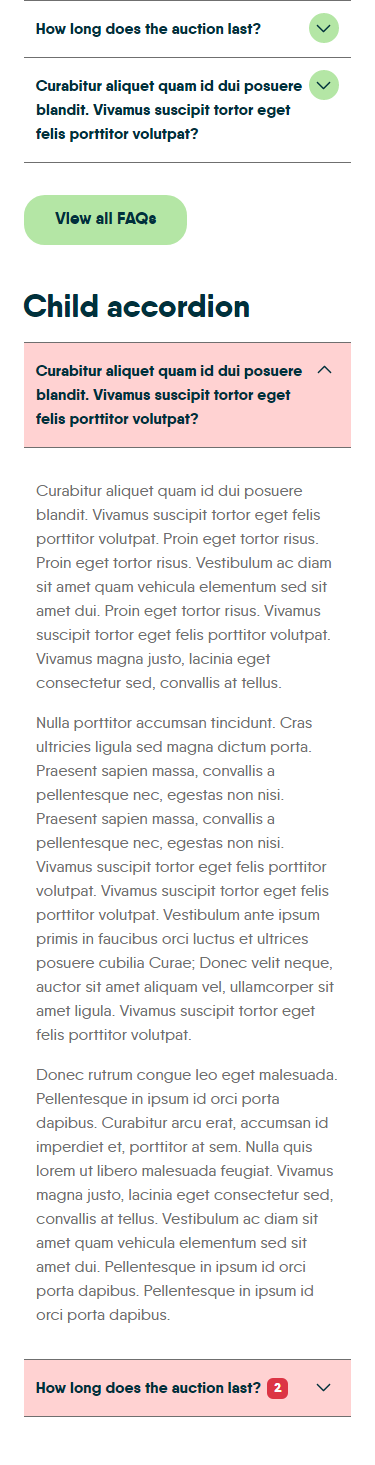 How long does the auction last?
Curabitur aliquet quam id dui posuere
blandit. Vivamus suscipit tortor eget
felis porttitor volutpat?
View all FAQs
Child accordion
Curabitur aliquet quam id dui posuere
blandit. Vivamus suscipit tortor eget
felis porttitor volutpat?
Curabitur aliquet quam id dui posuere
blandit. Vivamus suscipit tortor eget felis
porttitor volutpat. Proin eget tortor risus.
Proin eget tortor risus. Vestibulum ac diam
sit amet quam vehicula elementum sed sit
amet dui. Proin eget tortor risus. Vivamus
suscipit tortor eget felis porttitor volutpat.
Vivamus magna justo, lacinia eget
consectetur sed, convallis at tellus.
Nulla porttitor accumsan tincidunt. Cras
ultricies ligula sed magna dictum porta.
Praesent sapien massa, convallis a
pellentesque nec, egestas non nisi.
Praesent sapien massa, convallis a
pellentesque nec, egestas non nisi.
Vivamus suscipit tortor eget felis porttitor
volutpat. Vivamus suscipit tortor eget felis
porttitor volutpat. Vestibulum ante ipsum
primis in faucibus orci luctus et ultrices
posuere cubilia Curae; Donec velit neque,
auctor sit amet aliquam vel, ullamcorper sit
amet ligula. Vivamus suscipit tortor eget
felis porttitor volutpat.
Donec rutrum congue leo eget malesuada.
Pellentesque in ipsum id orci porta
dapibus. Curabitur arcu erat, accumsan id
imperdiet et, porttitor at sem. Nulla quis
lorem ut libero malesuada feugiat. Vivamus
magna justo, lacinia eget consectetur sed,
convallis at tellus. Vestibulum ac diam sit
amet quam vehicula elementum sed sit
amet dui. Pellentesque in ipsum id orci
porta dapibus. Pellentesque in ipsum id
orci porta dapibus.
How long does the auction last? 2